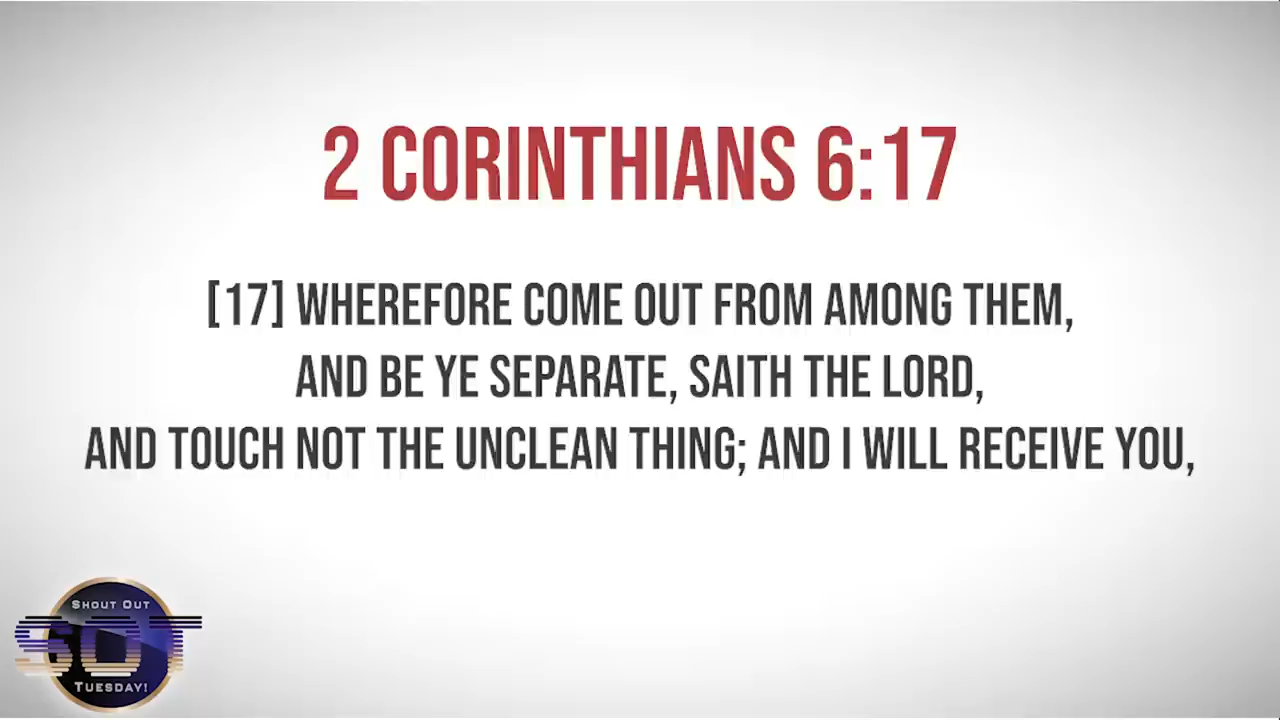 2 CORINTHIANS 6:17
[17] WHEREFORE COME OUT FROM AMONG THEM,
AND BE YE SEPARATE, SAITH THE LORD,
AND TOUCH NOT THE UNCLEAN THING; AND I WILL RECEIVE YOU,
SHOUT OUT
SOT
TUESDAY!